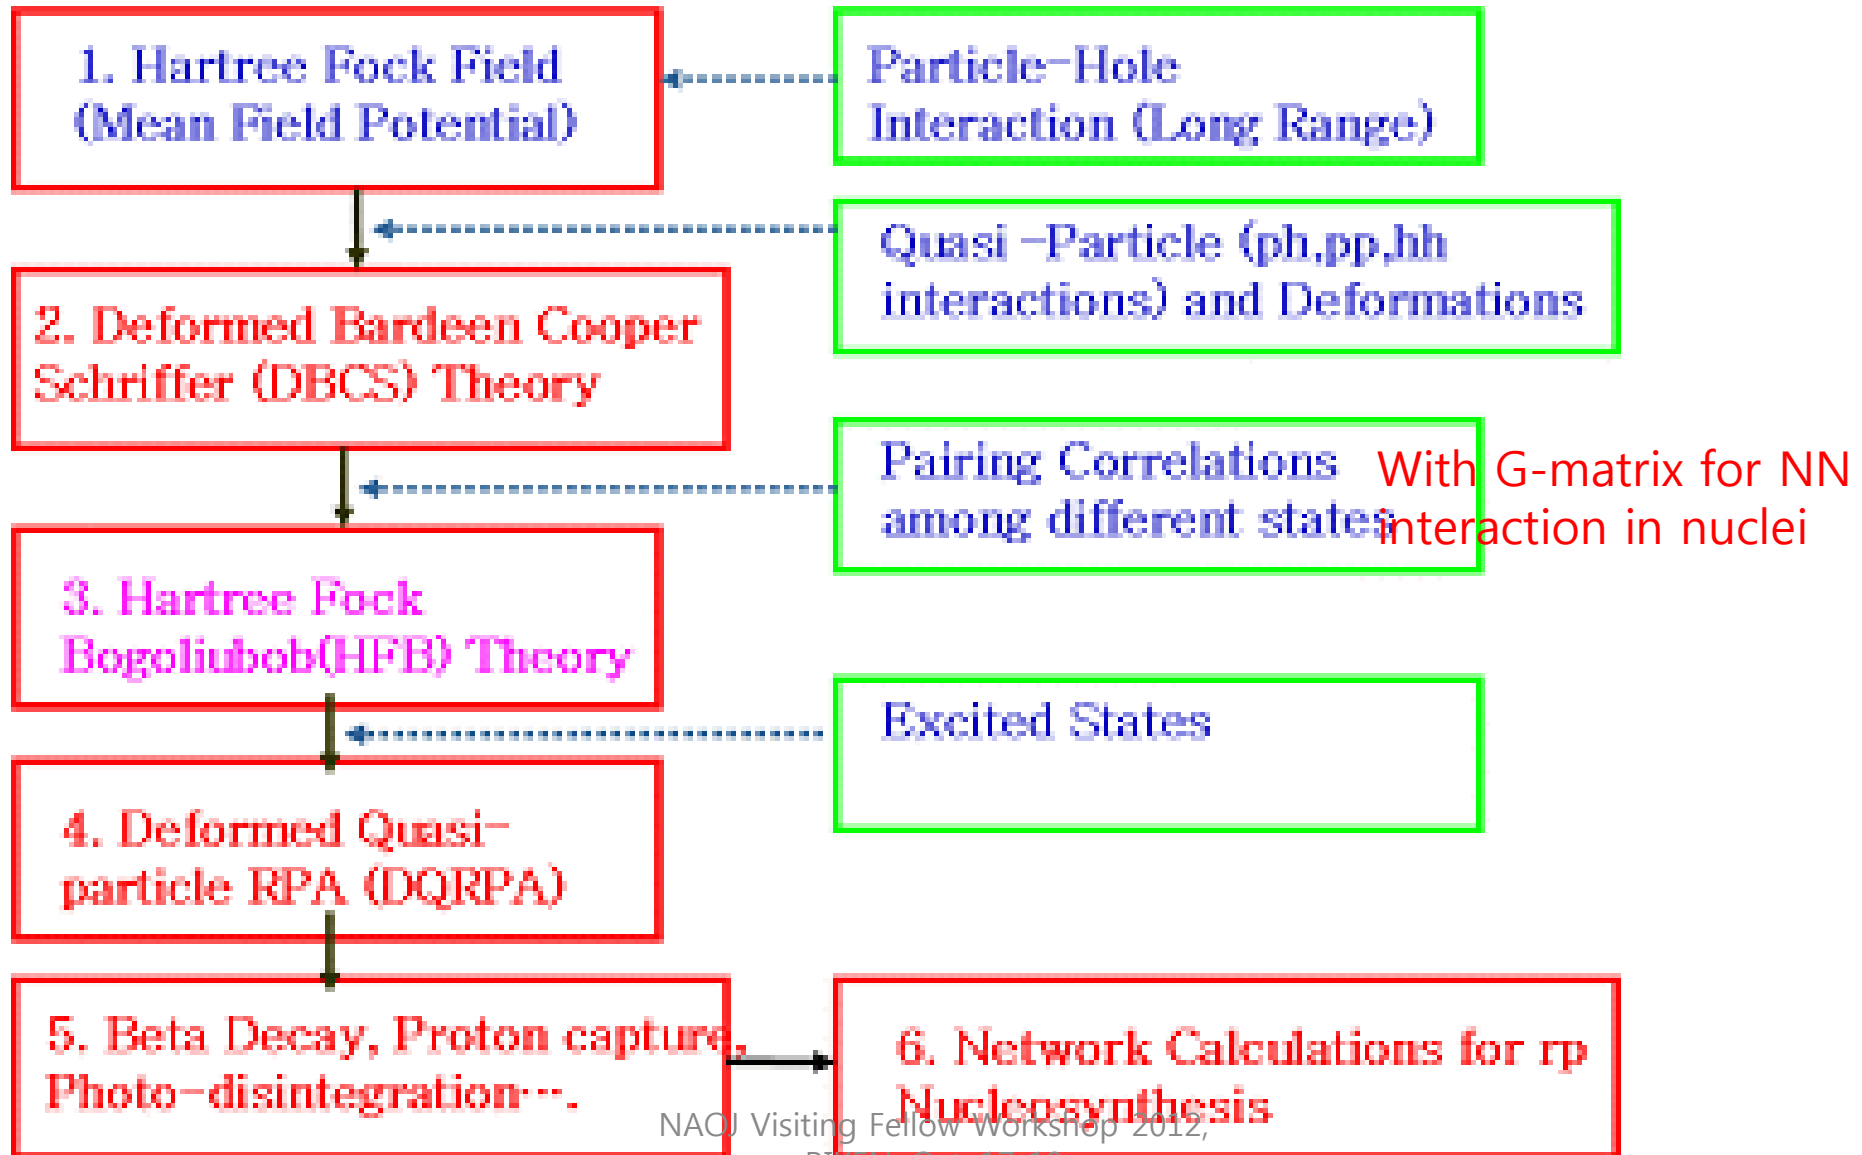 1. Hartree Fock Field
(Mean Field Potential)
Particle-Hole
Interaction (Long Range)
Quasi -Particle (ph,pp,hh
interactions) and Deformations
2. Deformed Bardeen Cooper
Schriffer (DBCS) Theory
Pairing Correlations
among different states
With G-matrix for NN
interaction in nuclei
3. Hartree Fock
Bogoliubob(HFB) Theory
Excited States
4. Deformed Quasi-
particle RPA (DQRPA)
5. Beta Decay, Proton capture,
Photo-disintegration….
6. Network Calculations for rp
Nucleosynthesis
NAOJ Visiting Fellow Workshop 2012,